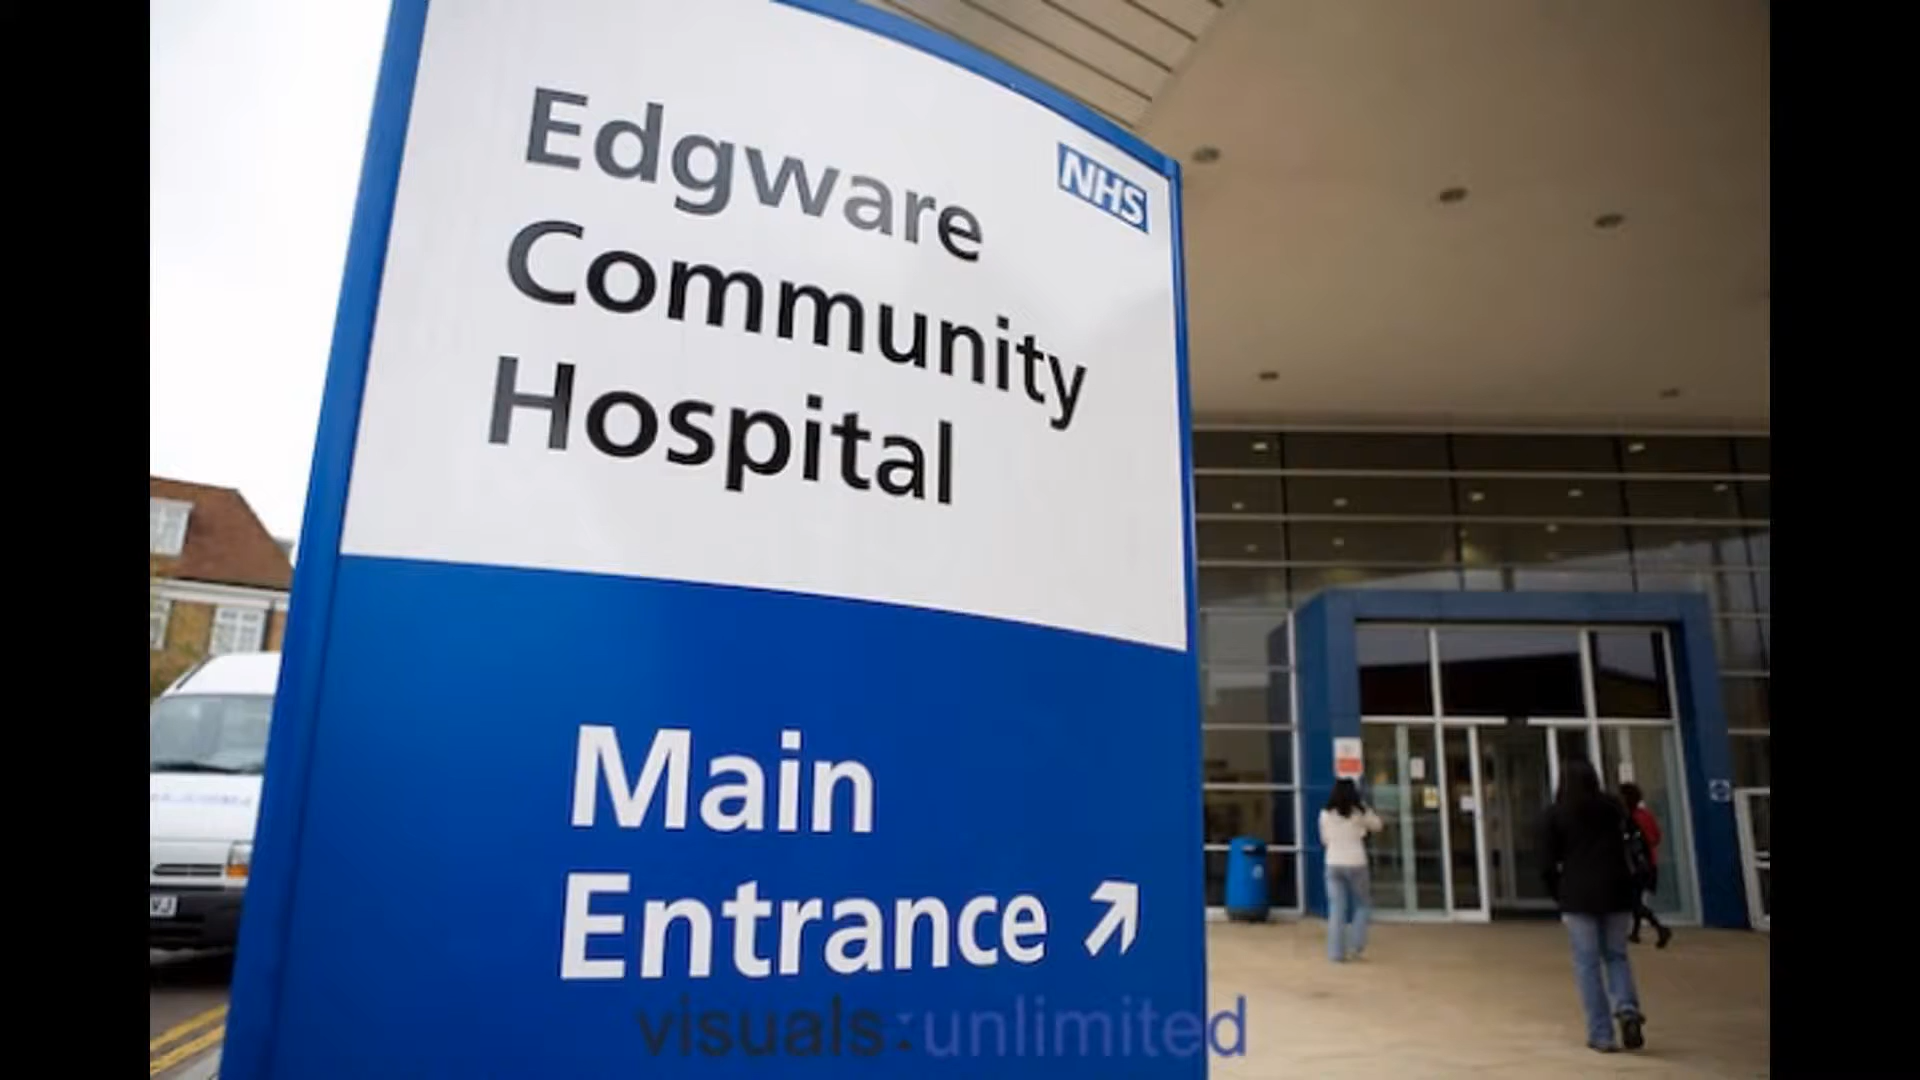 Edgware
NHS
Community
Hospital
Main
Entrance ↗
visuals:unlimited